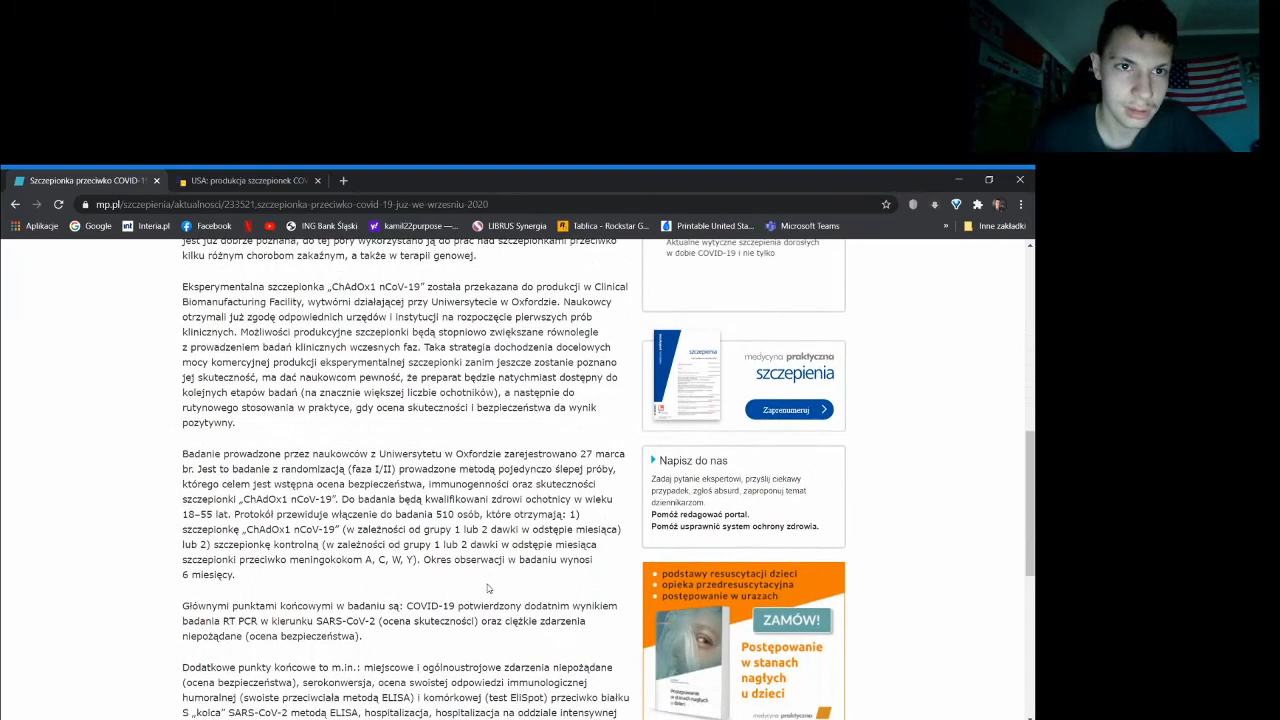 Szczepionka przeciwko COVID-1
USA: produkcja szczepionek COV
mp.pl/szczepienia/aktualnosci/233521,szczepionka-przeciwko-covid-19-juz-we-wrzesniu-2020
Aplikacje
Google
Interia.pl
Facebook
ING Bank Śląski
kamil22purpose —...
LIBRUS Synergia
Tablica - Rockstar G...
Printable United Sta...
Microsoft Teams
»
Inne zakładki
jest już dobrze poznana, do tej pory wykorzystano ją do prac nad szczepionkami przeciwko
kilku różnym chorobom zakaźnym, a także w terapii genowej.
Eksperymentalna szczepionka „ChAdOx1 nCoV-19” została przekazana do produkcji w Clinical
Biomanufacturing Facility, wytwórni działającej przy Uniwersytecie w Oxfordzie. Naukowcy
otrzymali już zgodę odpowiednich urzędów i instytucji na rozpoczęcie pierwszych prób
klinicznych. Możliwości produkcyjne szczepionki będą stopniowo zwiększane równolegle
z prowadzeniem badań klinicznych wczesnych faz. Taka strategia dochodzenia docelowych
mocy komercyjnej produkcji eksperymentalnej szczepionki zanim jeszcze zostanie poznano
jej skuteczność, ma dać naukowcom pewność, że preparat będzie natychmiast dostępny do
kolejnych etapów badań (na znacznie większej liczbie ochotników), a następnie do
rutynowego stosowania w praktyce, gdy ocena skuteczności i bezpieczeństwa da wynik
pozytywny.
Badanie prowadzone przez naukowców z Uniwersytetu w Oxfordzie zarejestrowano 27 marca
br. Jest to badanie z randomizacją (faza I/II) prowadzone metodą pojedynczo ślepej próby,
którego celem jest wstępna ocena bezpieczeństwa, immunogenności oraz skuteczności
szczepionki „ChAdOx1 nCoV-19”. Do badania będą kwalifikowani zdrowi ochotnicy w wieku
18–55 lat. Protokół przewiduje włączenie do badania 510 osób, które otrzymają: 1)
szczepionkę „ChAdOx1 nCoV-19” (w zależności od grupy 1 lub 2 dawki w odstępie miesiąca)
lub 2) szczepionkę kontrolną (w zależności od grupy 1 lub 2 dawki w odstępie miesiąca
szczepionki przeciwko meningokokom A, C, W, Y). Okres obserwacji w badaniu wynosi
6 miesięcy.
Głównymi punktami końcowymi w badaniu są: COVID-19 potwierdzony dodatnim wynikiem
badania RT PCR w kierunku SARS-CoV-2 (ocena skuteczności) oraz ciężkie zdarzenia
niepożądane (ocena bezpieczeństwa).
Dodatkowe punkty końcowe to m.in.: miejscowe i ogólnoustrojowe zdarzenia niepożądane
(ocena bezpieczeństwa), serokonwersja, ocena swoistej odpowiedzi immunologicznej
humoralnej (swoiste przeciwciała metodą ELISA) i komórkowej (test EliSpot) przeciwko białku
S „kolca” SARS-CoV-2 metodą ELISA, hospitalizacja, hospitalizacja na oddziale intensywnej
Aktualne wytyczne szczepienia dorosłych
w dobie COVID-19 i nie tylko
szczepienia
medycyna praktyczna
szczepienia
Zaprenumeruj
Napisz do nas
Zadaj pytanie ekspertowi, przyślij ciekawy
przypadek, zgłoś absurd, zaproponuj temat
dziennikarzom.
Pomóż redagować portal.
Pomóż usprawnić system ochrony zdrowia.
podstawy resuscytacji dzieci
opieka przedresuscytacyjna
postępowanie w urazach
ZAMÓW!
Postępowanie
w stanach
nagłych
u dzieci
medycyna praktyczna